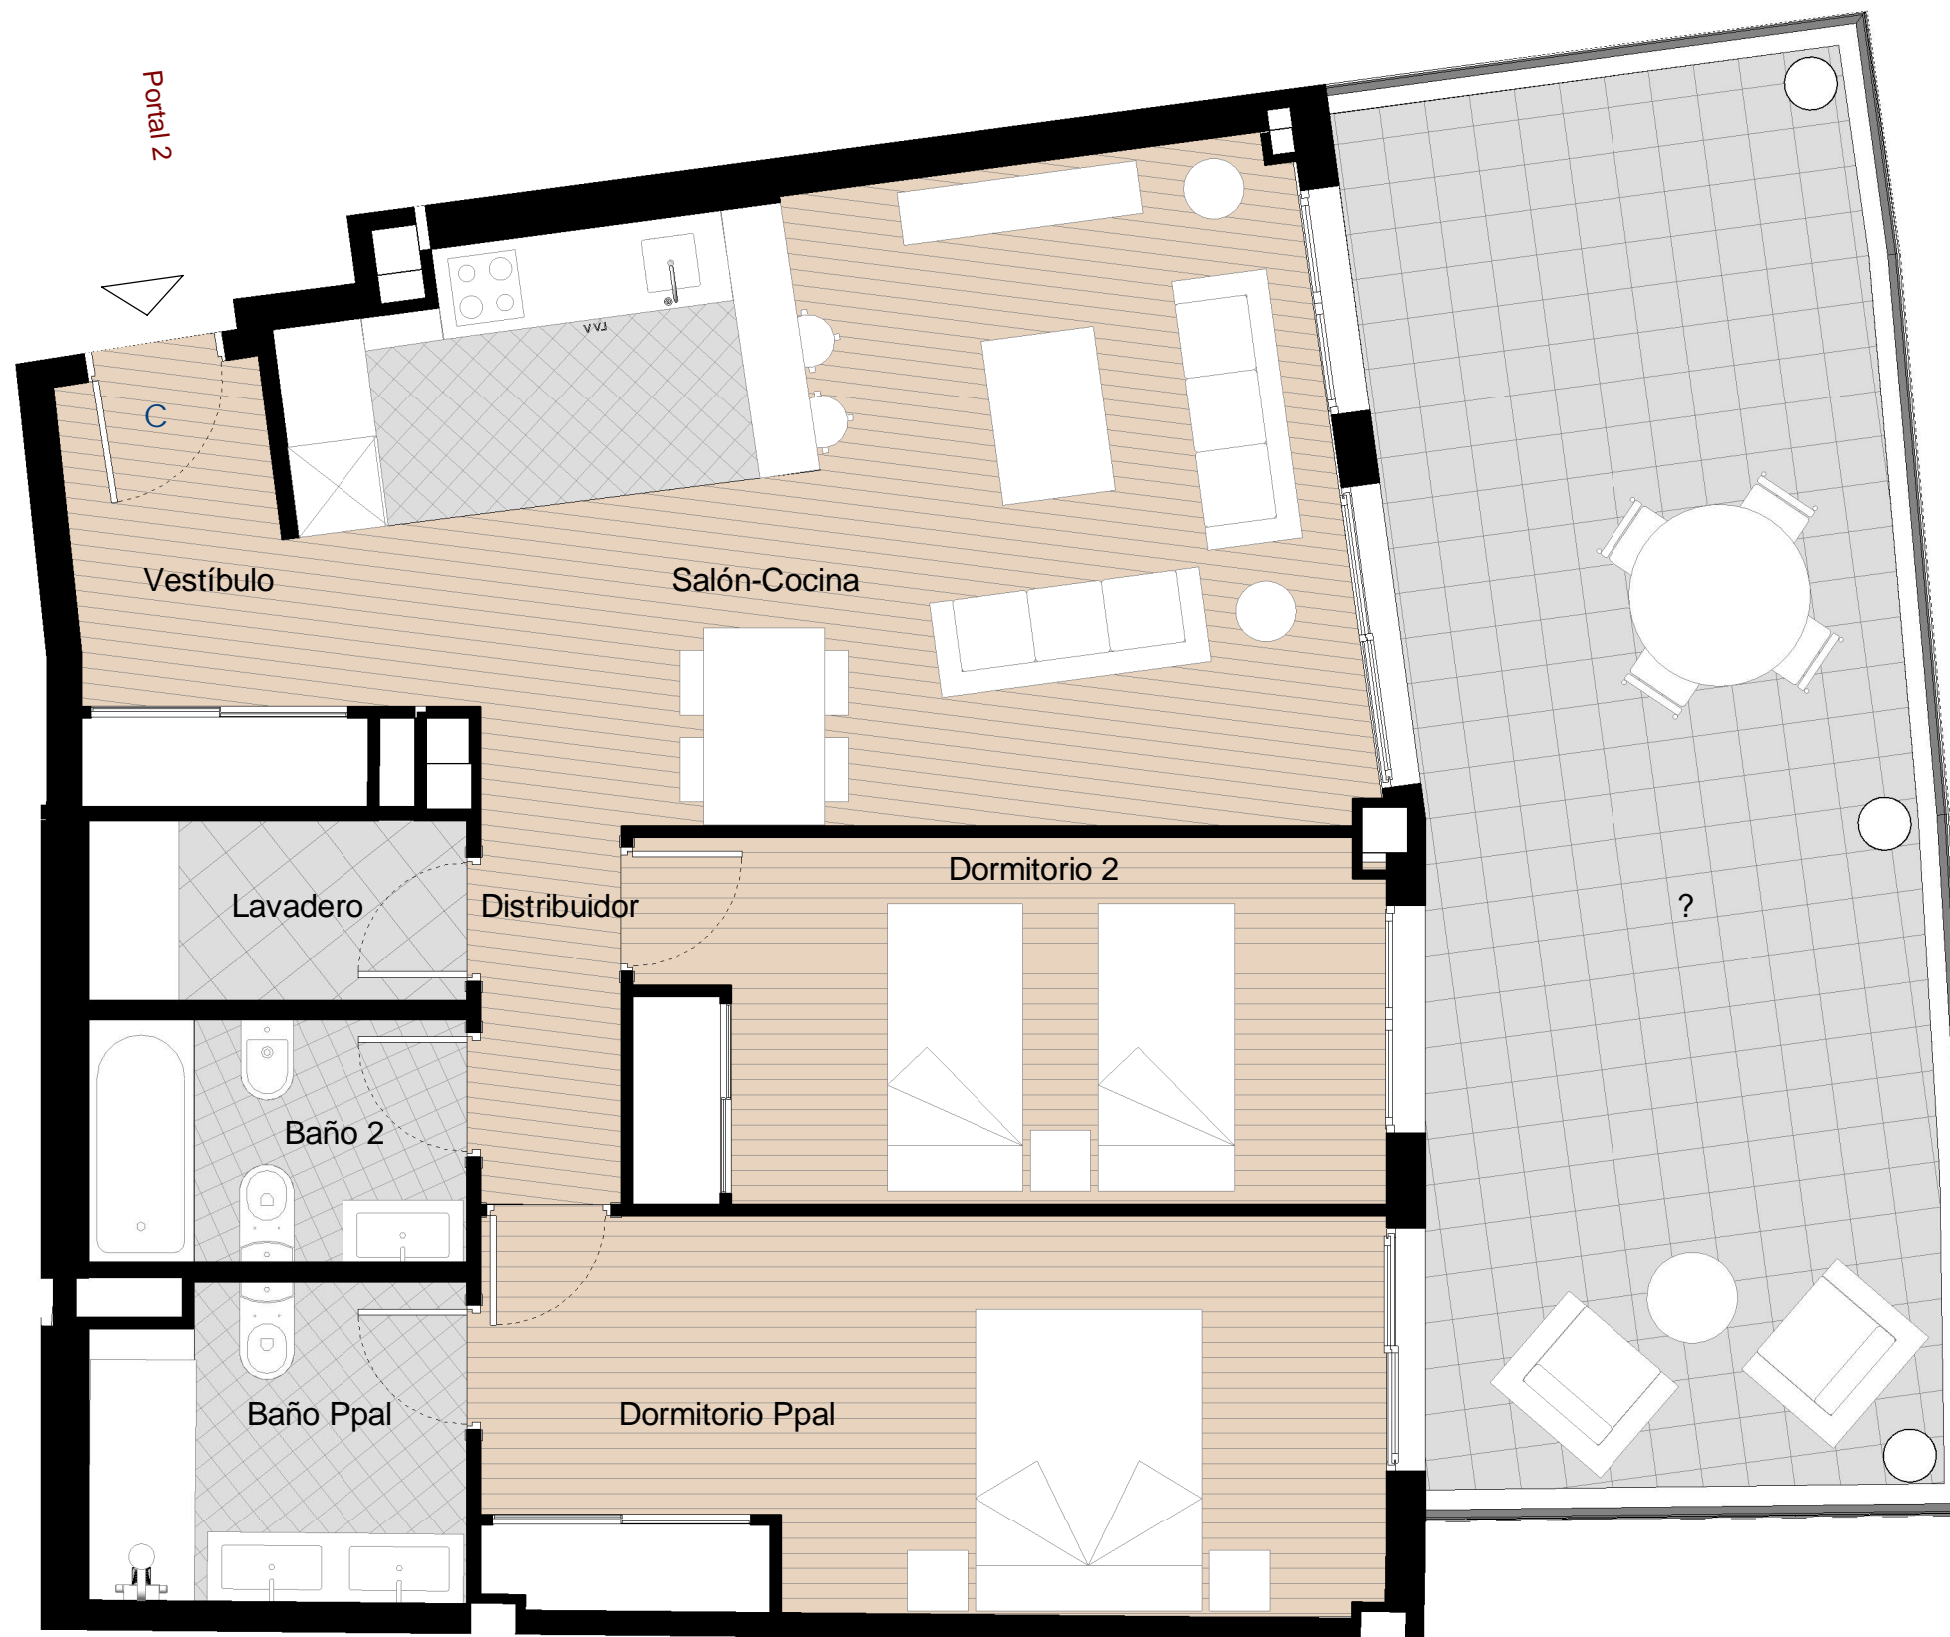 Portal 2
C
Vestíbulo
Salón-Cocina
Dormitorio 2
Lavadero
Distribuidor
?
Baño 2
Baño Ppal
Dormitorio Ppal